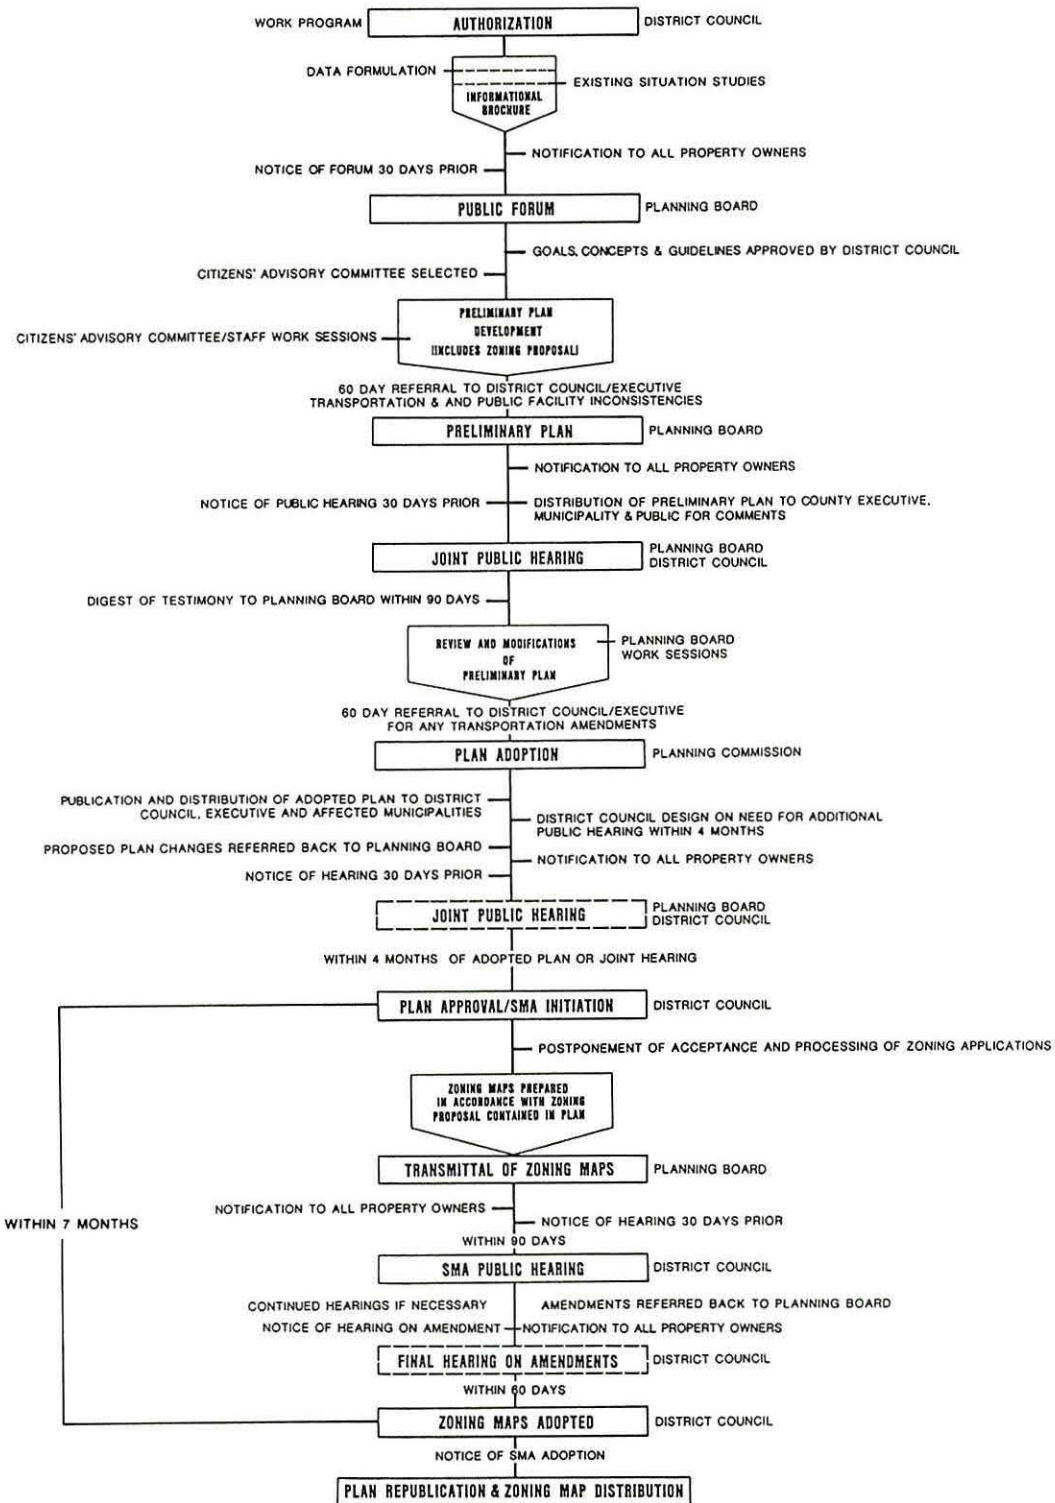 WORK PROGRAM
AUTHORIZATION
DISTRICT COUNCIL
DATA FORMULATION
EXISTING SITUATION STUDIES
INFORMATIONAL
BROCHURE
NOTIFICATION TO ALL PROPERTY OWNERS
NOTICE OF FORUM 30 DAYS PRIOR
PUBLIC FORUM
PLANNING BOARD
GOALS, CONCEPTS & GUIDELINES APPROVED BY DISTRICT COUNCIL
CITIZENS' ADVISORY COMMITTEE SELECTED
PRELIMINARY PLAN
DEVELOPMENT
(INCLUDES ZONING PROPOSAL)
CITIZENS' ADVISORY COMMITTEE/STAFF WORK SESSIONS
60 DAY REFERRAL TO DISTRICT COUNCIL/EXECUTIVE
TRANSPORTATION & AND PUBLIC FACILITY INCONSISTENCIES
PRELIMINARY PLAN
PLANNING BOARD
NOTIFICATION TO ALL PROPERTY OWNERS
NOTICE OF PUBLIC HEARING 30 DAYS PRIOR
DISTRIBUTION OF PRELIMINARY PLAN TO COUNTY EXECUTIVE,
MUNICIPALITY & PUBLIC FOR COMMENTS
JOINT PUBLIC HEARING
PLANNING BOARD
DISTRICT COUNCIL
DIGEST OF TESTIMONY TO PLANNING BOARD WITHIN 90 DAYS
REVIEW AND MODIFICATIONS
OF
PRELIMINARY PLAN
PLANNING BOARD
WORK SESSIONS
60 DAY REFERRAL TO DISTRICT COUNCIL/EXECUTIVE
FOR ANY TRANSPORTATION AMENDMENTS
PLAN ADOPTION
PLANNING COMMISSION
PUBLICATION AND DISTRIBUTION OF ADOPTED PLAN TO DISTRICT
COUNCIL, EXECUTIVE AND AFFECTED MUNICIPALITIES
DISTRICT COUNCIL DESIGN ON NEED FOR ADDITIONAL
PUBLIC HEARING WITHIN 4 MONTHS
PROPOSED PLAN CHANGES REFERRED BACK TO PLANNING BOARD
NOTIFICATION TO ALL PROPERTY OWNERS
NOTICE OF HEARING 30 DAYS PRIOR
JOINT PUBLIC HEARING
PLANNING BOARD
DISTRICT COUNCIL
WITHIN 4 MONTHS OF ADOPTED PLAN OR JOINT HEARING
PLAN APPROVAL/SMA INITIATION
DISTRICT COUNCIL
POSTPONEMENT OF ACCEPTANCE AND PROCESSING OF ZONING APPLICATIONS
ZONING MAPS PREPARED
IN ACCORDANCE WITH ZONING
PROPOSAL CONTAINED IN PLAN
TRANSMITTAL OF ZONING MAPS
PLANNING BOARD
NOTIFICATION TO ALL PROPERTY OWNERS
NOTICE OF HEARING 30 DAYS PRIOR
WITHIN 7 MONTHS
WITHIN 90 DAYS
SMA PUBLIC HEARING
DISTRICT COUNCIL
CONTINUED HEARINGS IF NECESSARY
AMENDMENTS REFERRED BACK TO PLANNING BOARD
NOTICE OF HEARING ON AMENDMENT
NOTIFICATION TO ALL PROPERTY OWNERS
FINAL HEARING ON AMENDMENTS
DISTRICT COUNCIL
WITHIN 60 DAYS
ZONING MAPS ADOPTED
DISTRICT COUNCIL
NOTICE OF SMA ADOPTION
PLAN REPUBLICATION & ZONING MAP DISTRIBUTION